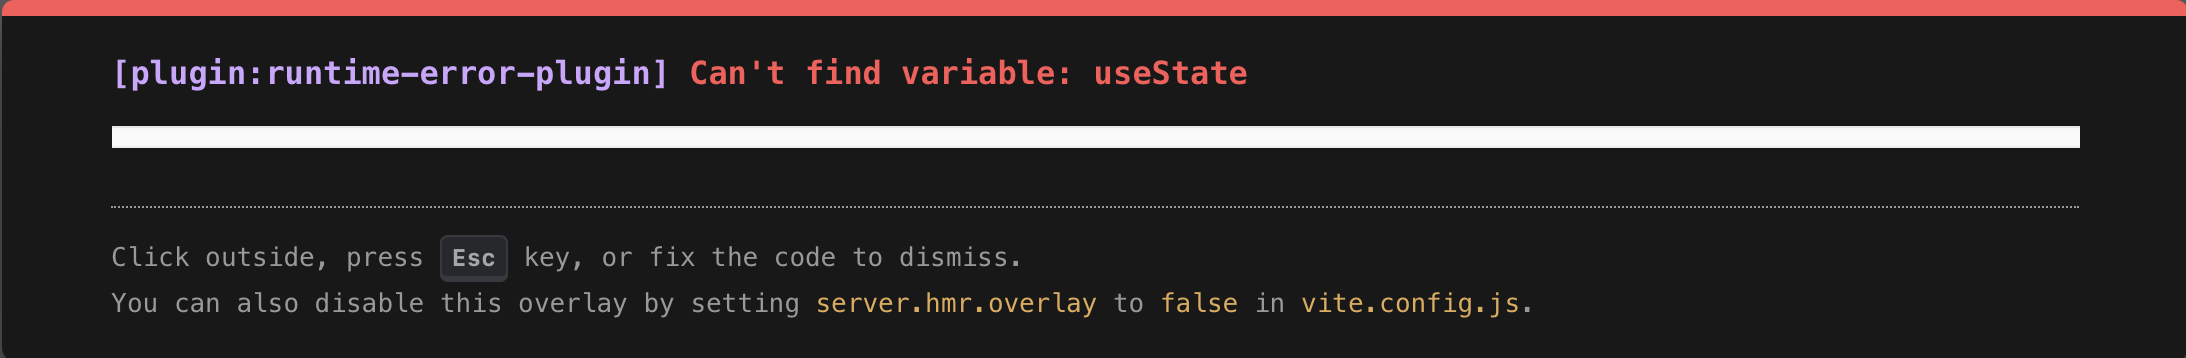 [plugin:runtime-error-plugin] Can't find variable: useState
Click outside, press Esc key, or fix the code to dismiss.
You can also disable this overlay by setting server.hmr.overlay to false in vite.config.js.